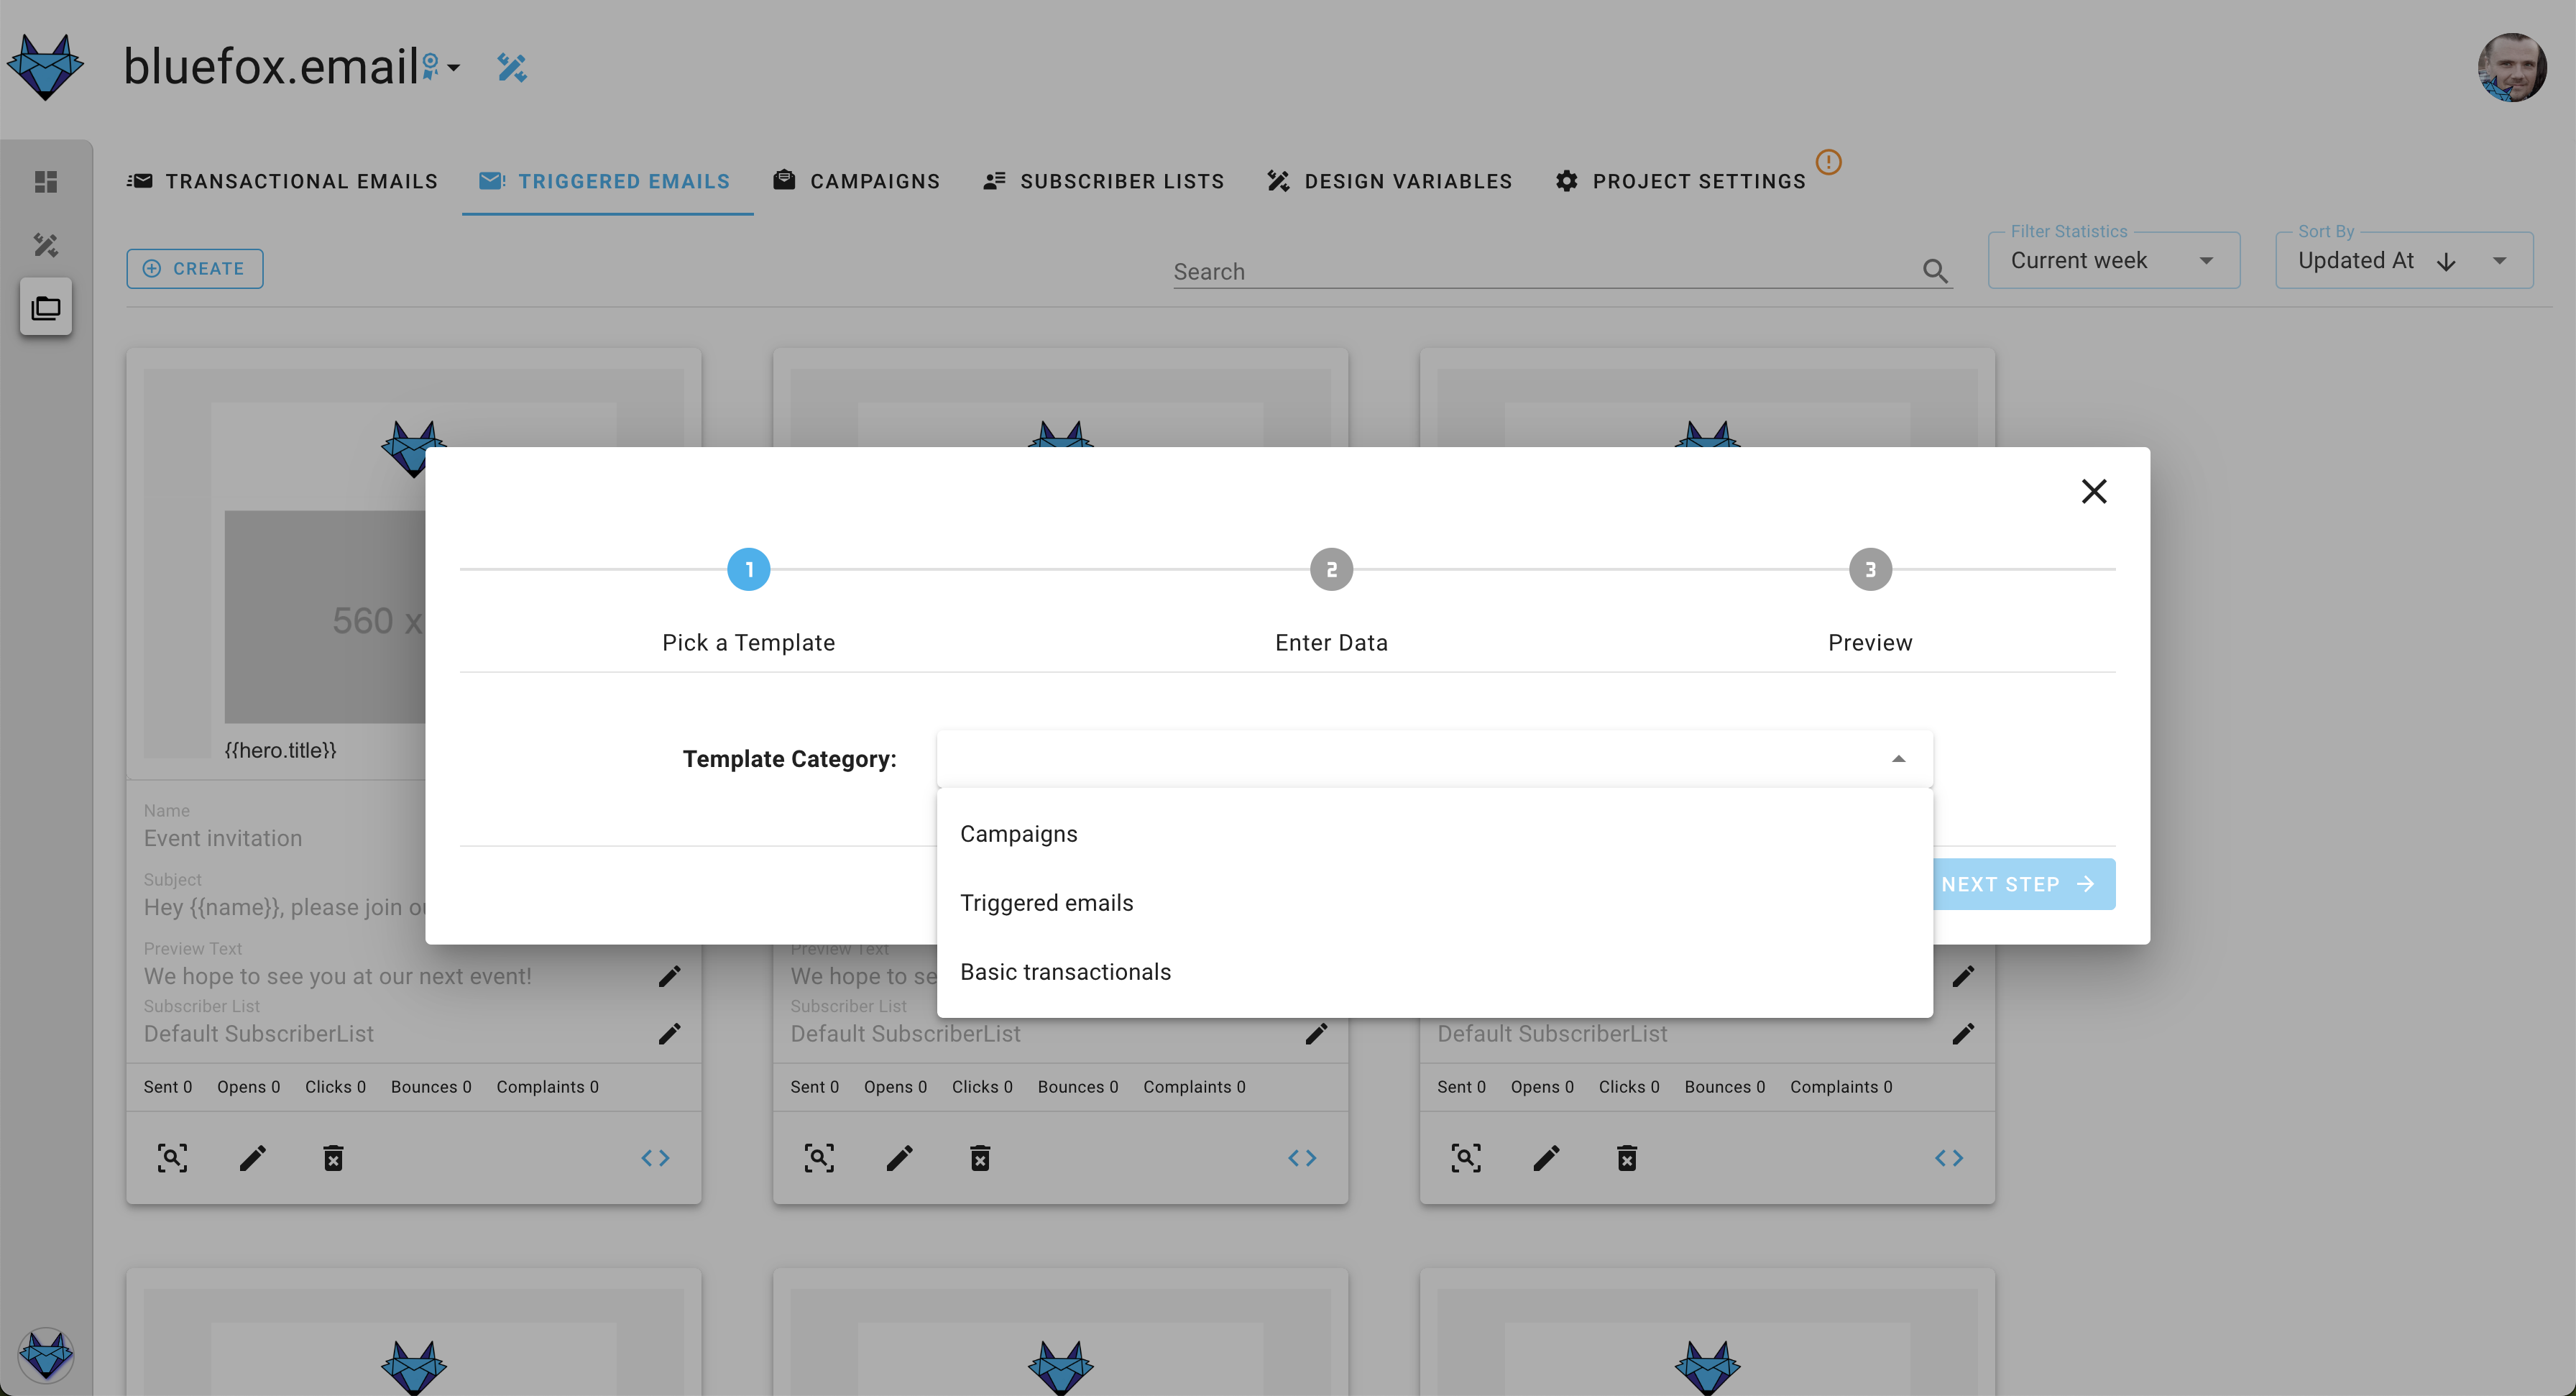 bluefox.email
TRANSACTIONAL EMAILS
TRIGGERED EMAILS
CAMPAIGNS
SUBSCRIBER LISTS
DESIGN VARIABLES
PROJECT SETTINGS
CREATE
Search
Filter Statistics
Current week
Sort By
Updated At
1
2
3
Pick a Template
Enter Data
Preview
560 x
{{hero.title}}
Template Category:
Campaigns
Triggered emails
Basic transactionals
NEXT STEP
Name
Event invitation
Subject
Hey {{name}}, please join
Preview Text
We hope to see you at our next event!
Subscriber List
Default SubscriberList
Sent 0 Opens 0 Clicks 0 Bounces 0 Complaints 0
Preview Text
We hope to se
Subscriber List
Default SubscriberList
Sent 0 Opens 0 Clicks 0 Bounces 0 Complaints 0
Default SubscriberList
Sent 0 Opens 0 Clicks 0 Bounces 0 Complaints 0